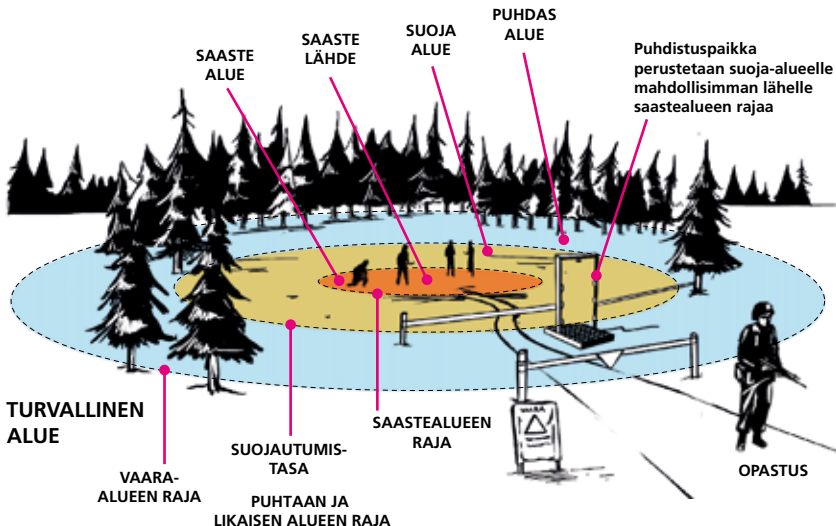 SAASTE
ALUE
SAASTE
LÄHDE
SUOJA
ALUE
PUHDAS
ALUE
Puhdistuspaikka
perustetaan suoja-alueelle
mahdollisimman lähelle
saastealueen rajaa
TURVALLINEN
ALUE
VAARA-
ALUEEN RAJA
SUOJAUTUMIS-
TASA
PUHTAAN JA
LIKAISEN ALUEEN RAJA
SAASTEALUEEN
RAJA
VAARA
OPASTUS